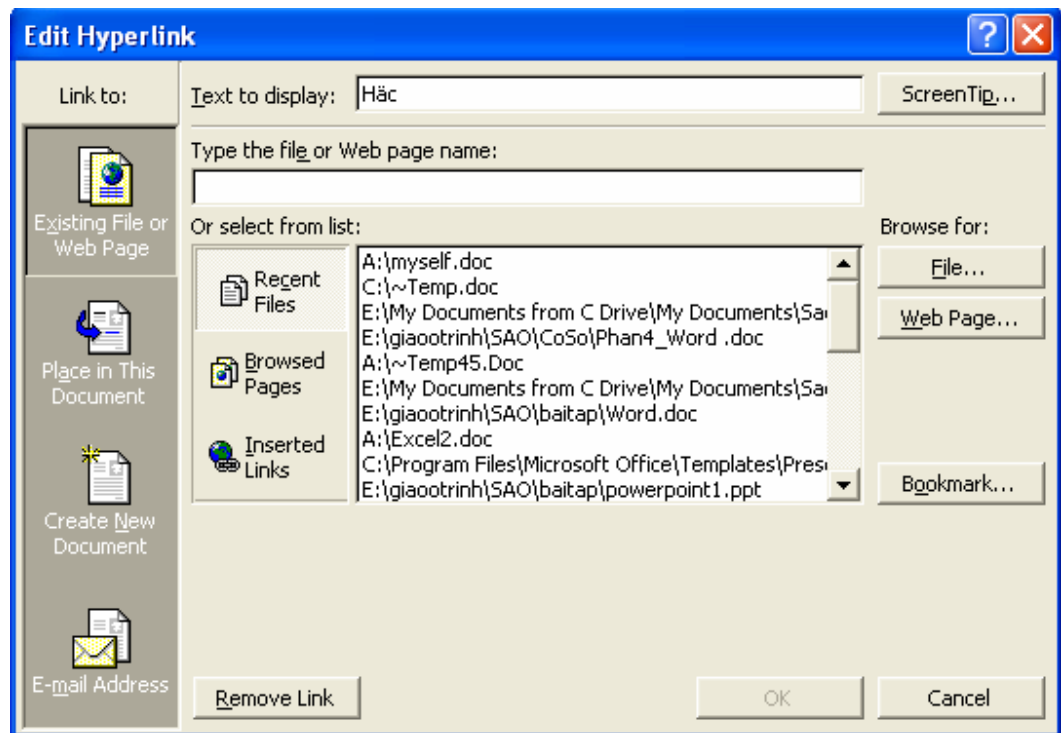 Edit Hyperlink
Link to:
Text to display:
Häc
ScreenTip...
Existing File or
Web Page
Place in This
Document
Create New
Document
E-mail Address
Type the file or Web page name:
Or select from list:
Recent
Files
Browsed
Pages
Inserted
Links
A:\myself.doc
C:\~Temp.doc
E:\My Documents from C Drive\My Documents\Sa
E:\giaootrinh\SAO\CoSo\Phan4_Word .doc
A:\~Temp45.Doc
E:\My Documents from C Drive\My Documents\Sa
E:\giaootrinh\SAO\baitap\Word.doc
A:\Excel2.doc
C:\Program Files\Microsoft Office\Templates\Pres
E:\giaootrinh\SAO\baitap\powerpoint1.ppt
Browse for:
File...
Web Page...
Bookmark...
Remove Link
OK
Cancel